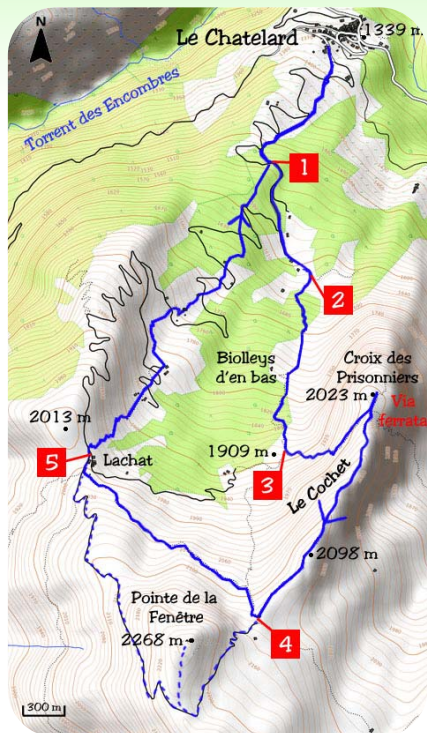 N
Le Chatelard
1339 m.
Torrent des Encombres
1
2
Biolleys
d'en bas
Croix des
Prisonniers
2023 m
Via
ferrata
2013 m
1909 m
5
Lachat
3
Le Cochet
2098 m
Pointe de la
Fenêtre
2268 m
4
300 m